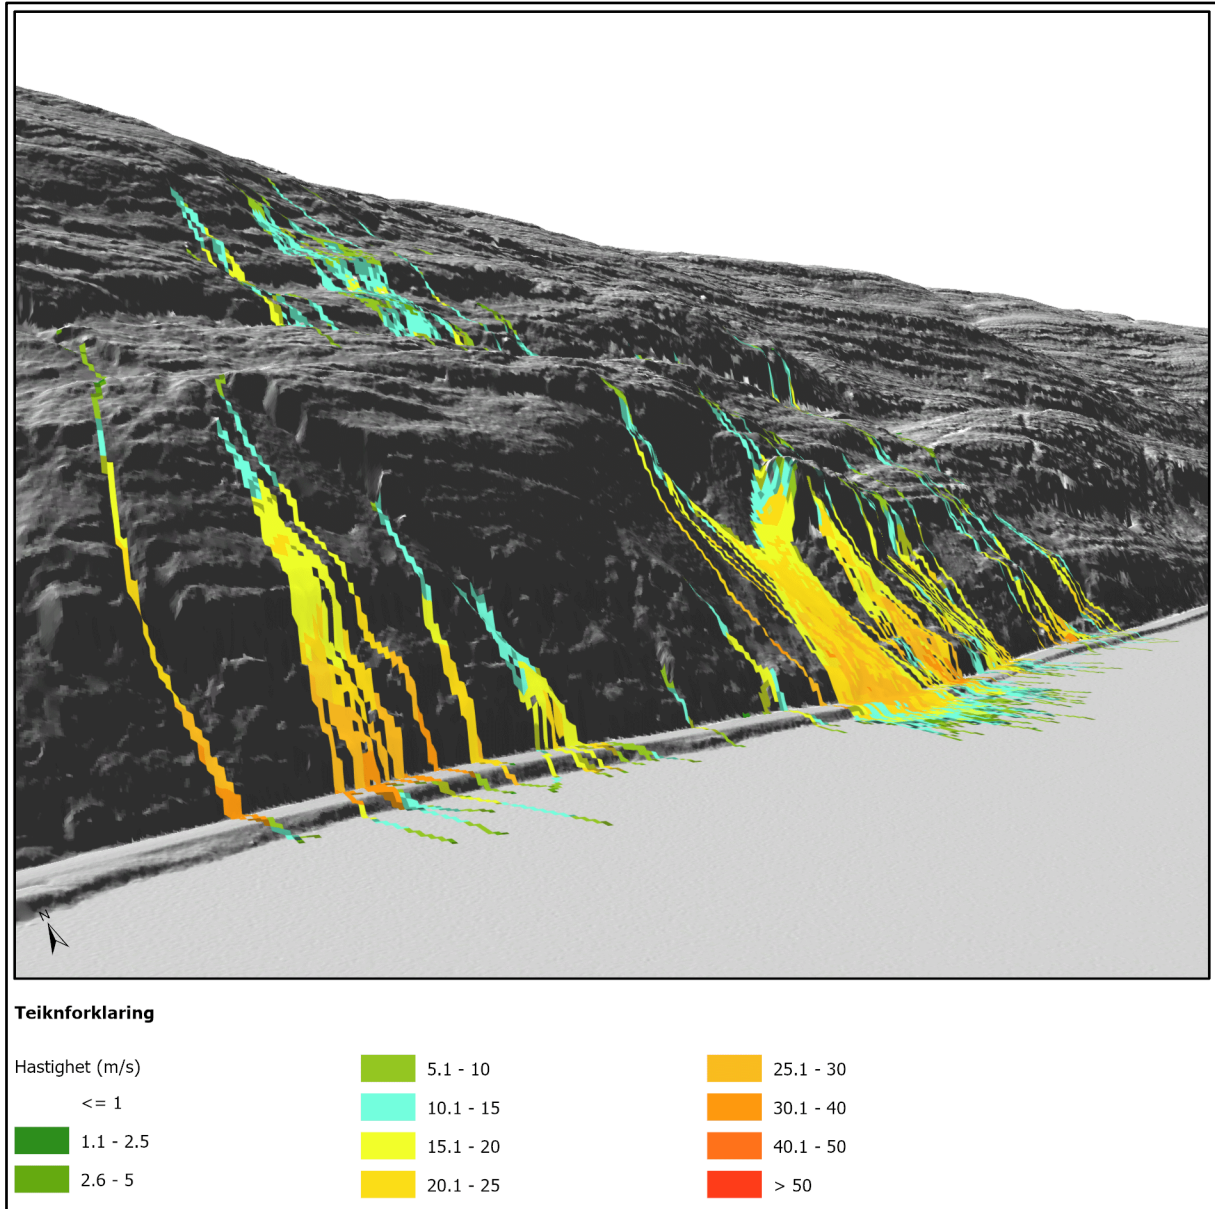 N
Teiknforklaring
Hastighet (m/s)
<= 1
1.1 - 2.5
2.6 - 5
5.1 - 10
10.1 - 15
15.1 - 20
20.1 - 25
25.1 - 30
30.1 - 40
40.1 - 50
> 50